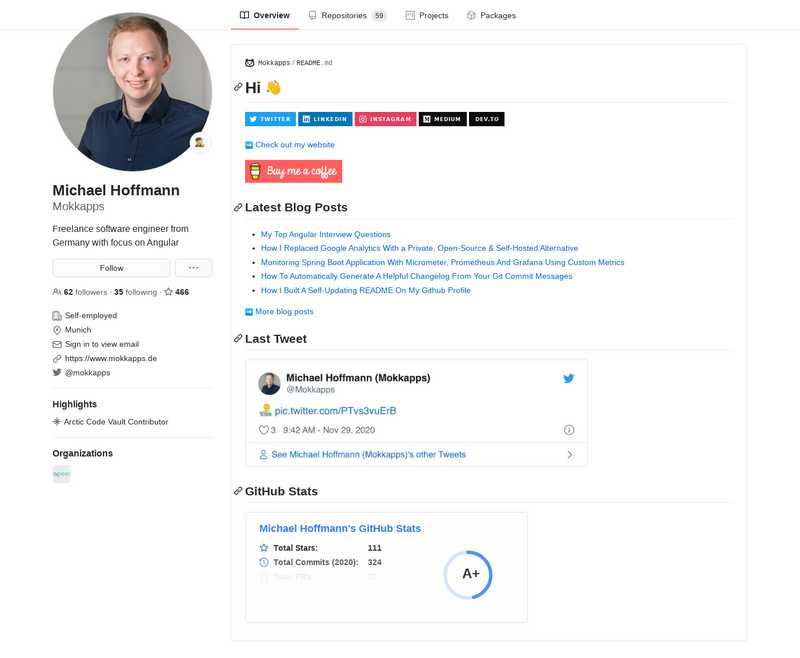 Overview
Repositories 59
Projects
Packages
Michael Hoffmann
Mokkapps
Freelance software engineer from
Germany with focus on Angular
Follow
62 followers · 35 following · 466
Self-employed
Munich
Sign in to view email
https://www.mokkapps.de
@mokkapps
Highlights
Arctic Code Vault Contributor
Organizations
Mokkapps/README.md
Hi 👋
TWITTER
LINKEDIN
INSTAGRAM
MEDIUM
DEV.TO
➡️ Check out my website
Buy me a coffee
Latest Blog Posts
• My Top Angular Interview Questions
• How I Replaced Google Analytics With a Private, Open-Source & Self-Hosted Alternative
• Monitoring Spring Boot Application With Micrometer, Prometheus And Grafana Using Custom Metrics
• How To Automatically Generate A Helpful Changelog From Your Git Commit Messages
• How I Built A Self-Updating README On My Github Profile
➡️ More blog posts
Last Tweet
Michael Hoffmann (Mokkapps)
@Mokkapps
pic.twitter.com/PTvs3vuErB
3 9:42 AM - Nov 29, 2020
See Michael Hoffmann (Mokkapps)'s other Tweets
GitHub Stats
Michael Hoffmann's GitHub Stats
Total Stars: 111
Total Commits (2020): 324
Total PRs:
A+